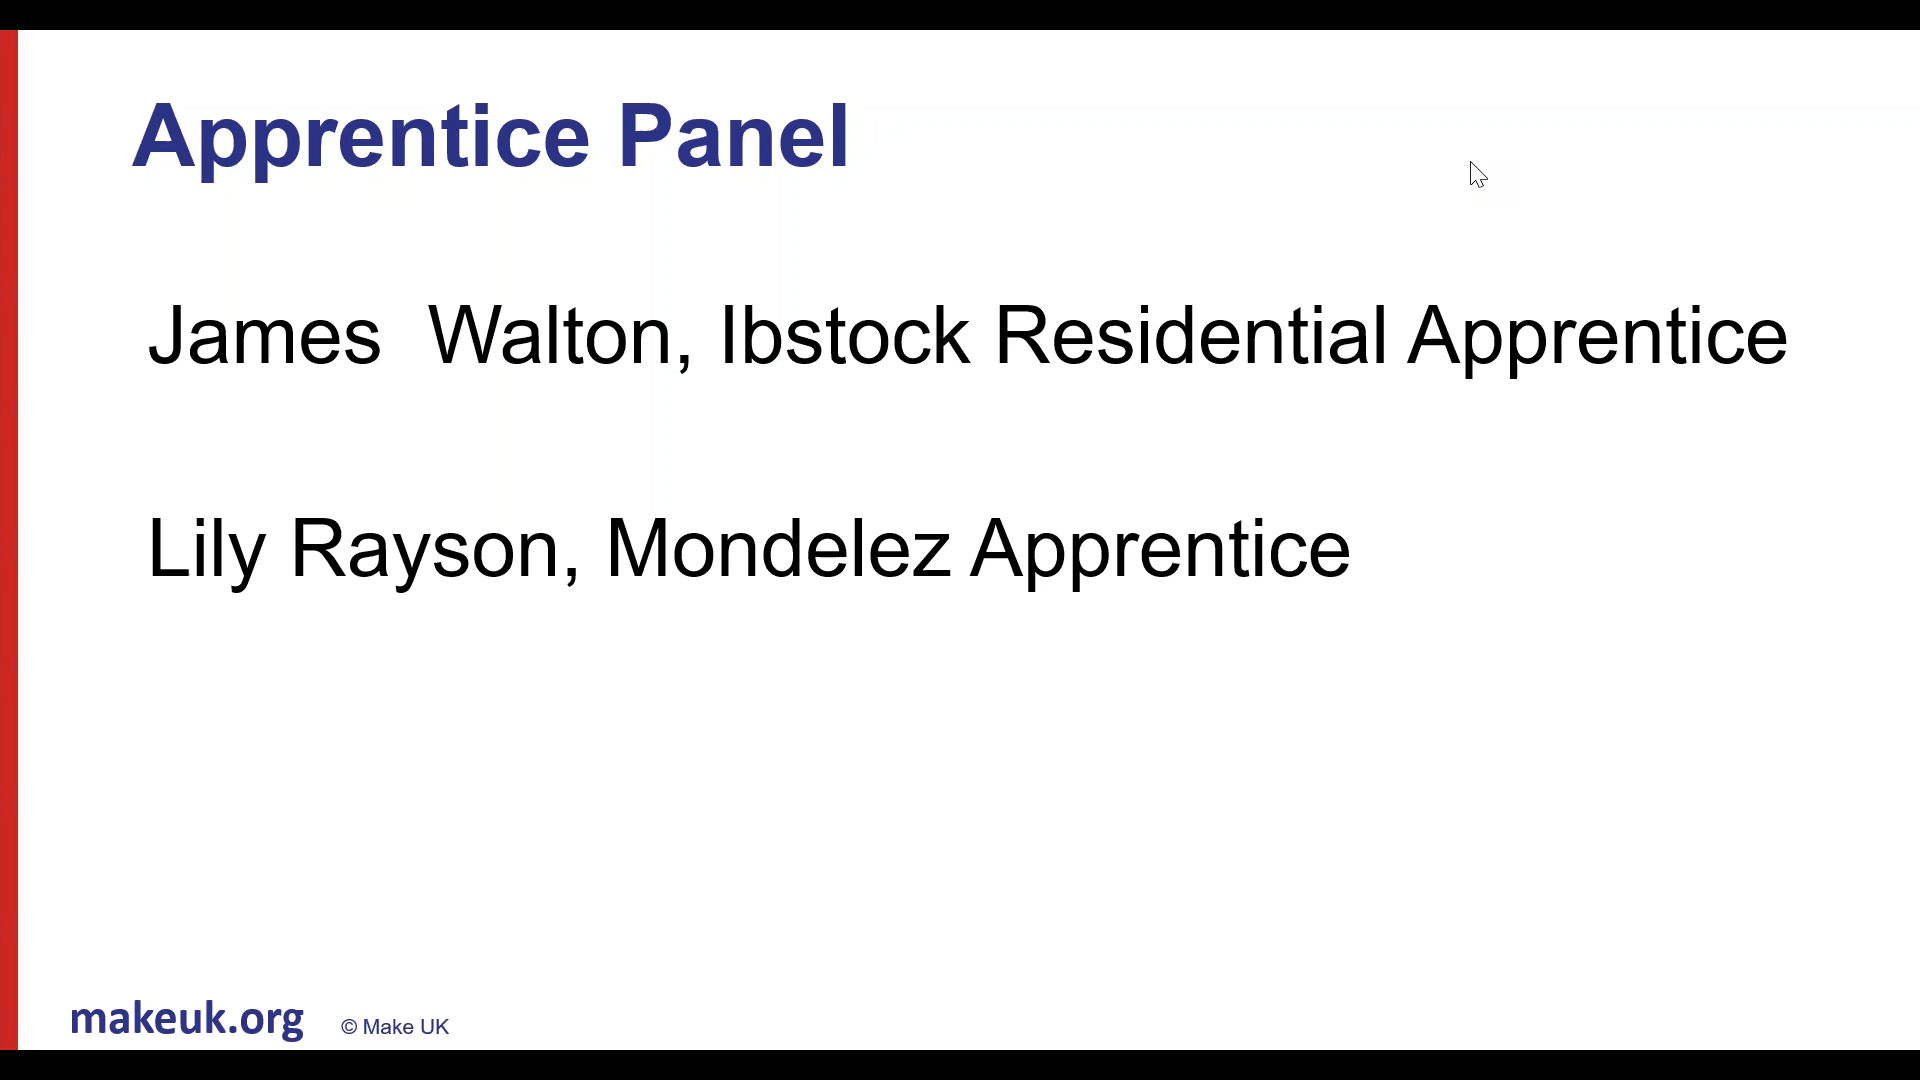 Apprentice Panel
James  Walton, Ibstock Residential Apprentice
Lily Rayson, Mondelez Apprentice
makeuk.org © Make UK